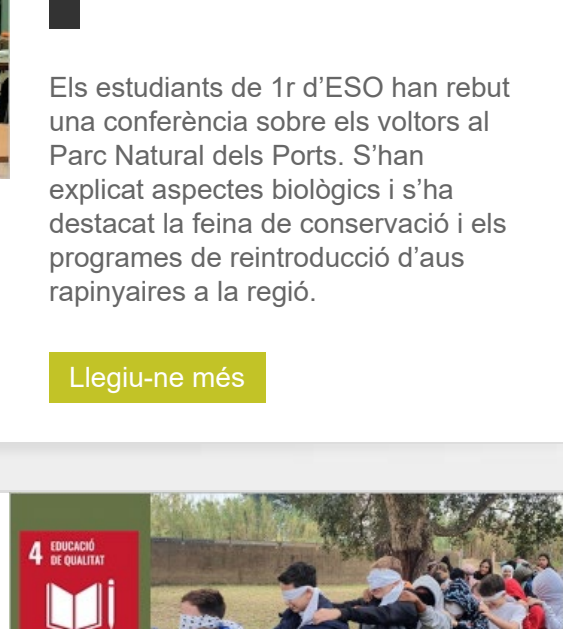 Els estudiants de 1r d’ESO han rebut
una conferència sobre els voltors al
Parc Natural dels Ports. S’han
explicat aspectes biològics i s’ha
destacat la feina de conservació i els
programes de reintroducció d’aus
rapinyaires a la regió.
Llegiu-ne més
4 EDUCACIÓ
DE QUALITAT